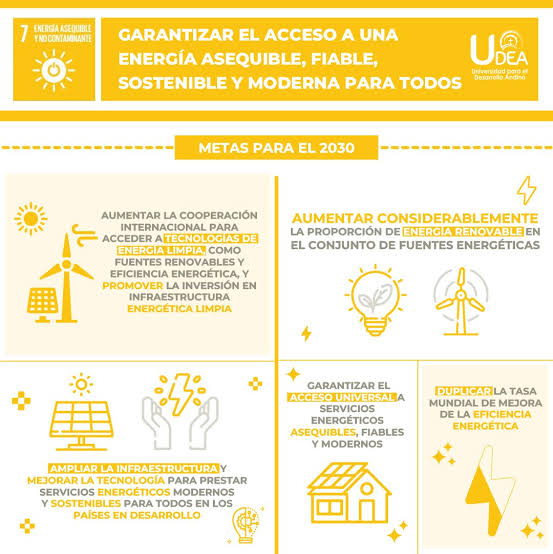 7 ENERGÍA ASEQUIBLE
Y NO CONTAMINANTE
GARANTIZAR EL ACCESO A UNA
ENERGÍA ASEQUIBLE, FIABLE,
SOSTENIBLE Y MODERNA PARA TODOS
UDEA
Universidad para el
Desarrollo Andino
METAS PARA EL 2030
AUMENTAR LA COOPERACIÓN
INTERNACIONAL PARA
ACCEDER A TECNOLOGÍAS DE
ENERGÍA LIMPIA, COMO
FUENTES RENOVABLES Y
EFICIENCIA ENERGÉTICA, Y
PROMOVER LA INVERSIÓN EN
INFRAESTRUCTURA
ENERGÉTICA LIMPIA
AUMENTAR CONSIDERABLEMENTE
LA PROPORCIÓN DE ENERGÍA RENOVABLE EN
EL CONJUNTO DE FUENTES ENERGÉTICAS
AMPLIAR LA INFRAESTRUCTURA Y
MEJORAR LA TECNOLOGÍA PARA PRESTAR
SERVICIOS ENERGÉTICOS MODERNOS
Y SOSTENIBLES PARA TODOS EN LOS
PAÍSES EN DESARROLLO
GARANTIZAR EL
ACCESO UNIVERSAL A
SERVICIOS
ENERGÉTICOS
ASEQUIBLES, FIABLES
Y MODERNOS
DUPLICAR LA TASA
MUNDIAL DE MEJORA
DE LA EFICIENCIA
ENERGÉTICA